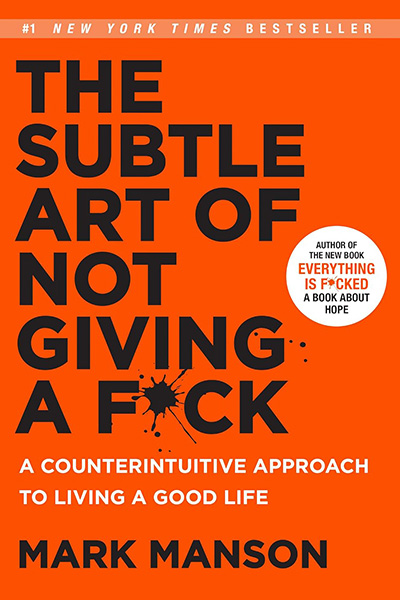 #1 NEW YORK TIMES BESTSELLER
THE
SUBTLE
ART OF
NOT
GIVING
A F*CK
AUTHOR OF
THE NEW BOOK
EVERYTHING
IS F*CKED
A BOOK ABOUT
HOPE
A COUNTERINTUITIVE APPROACH
TO LIVING A GOOD LIFE
MARK MANSON